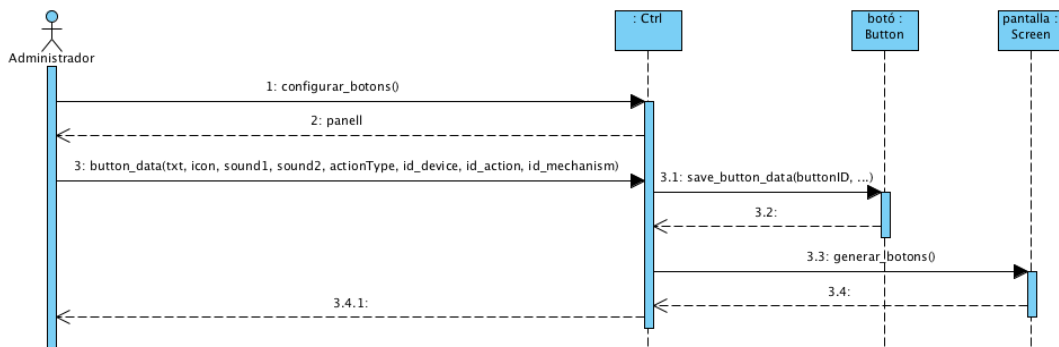 : Ctrl
botó :
Button
pantalla :
Screen
Administrador
1: configurar_botons()
2: panell
3: button_data(txt, icon, sound1, sound2, actionType, id_device, id_action, id_mechanism)
3.1: save_button_data(buttonID, ...)
3.2:
3.3: generar_botons()
3.4:
3.4.1: